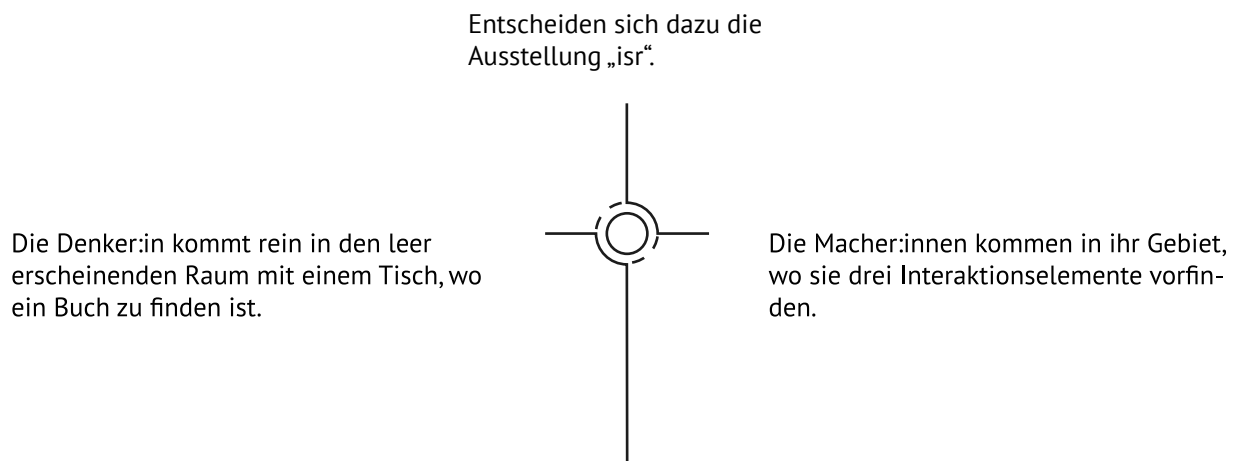 Entscheiden sich dazu die
Ausstellung „isr“.
Die Denker:in kommt rein in den leer
erscheinenden Raum mit einem Tisch, wo
ein Buch zu finden ist.
Die Macher:innen kommen in ihr Gebiet,
wo sie drei Interaktionselemente vorfin-
den.